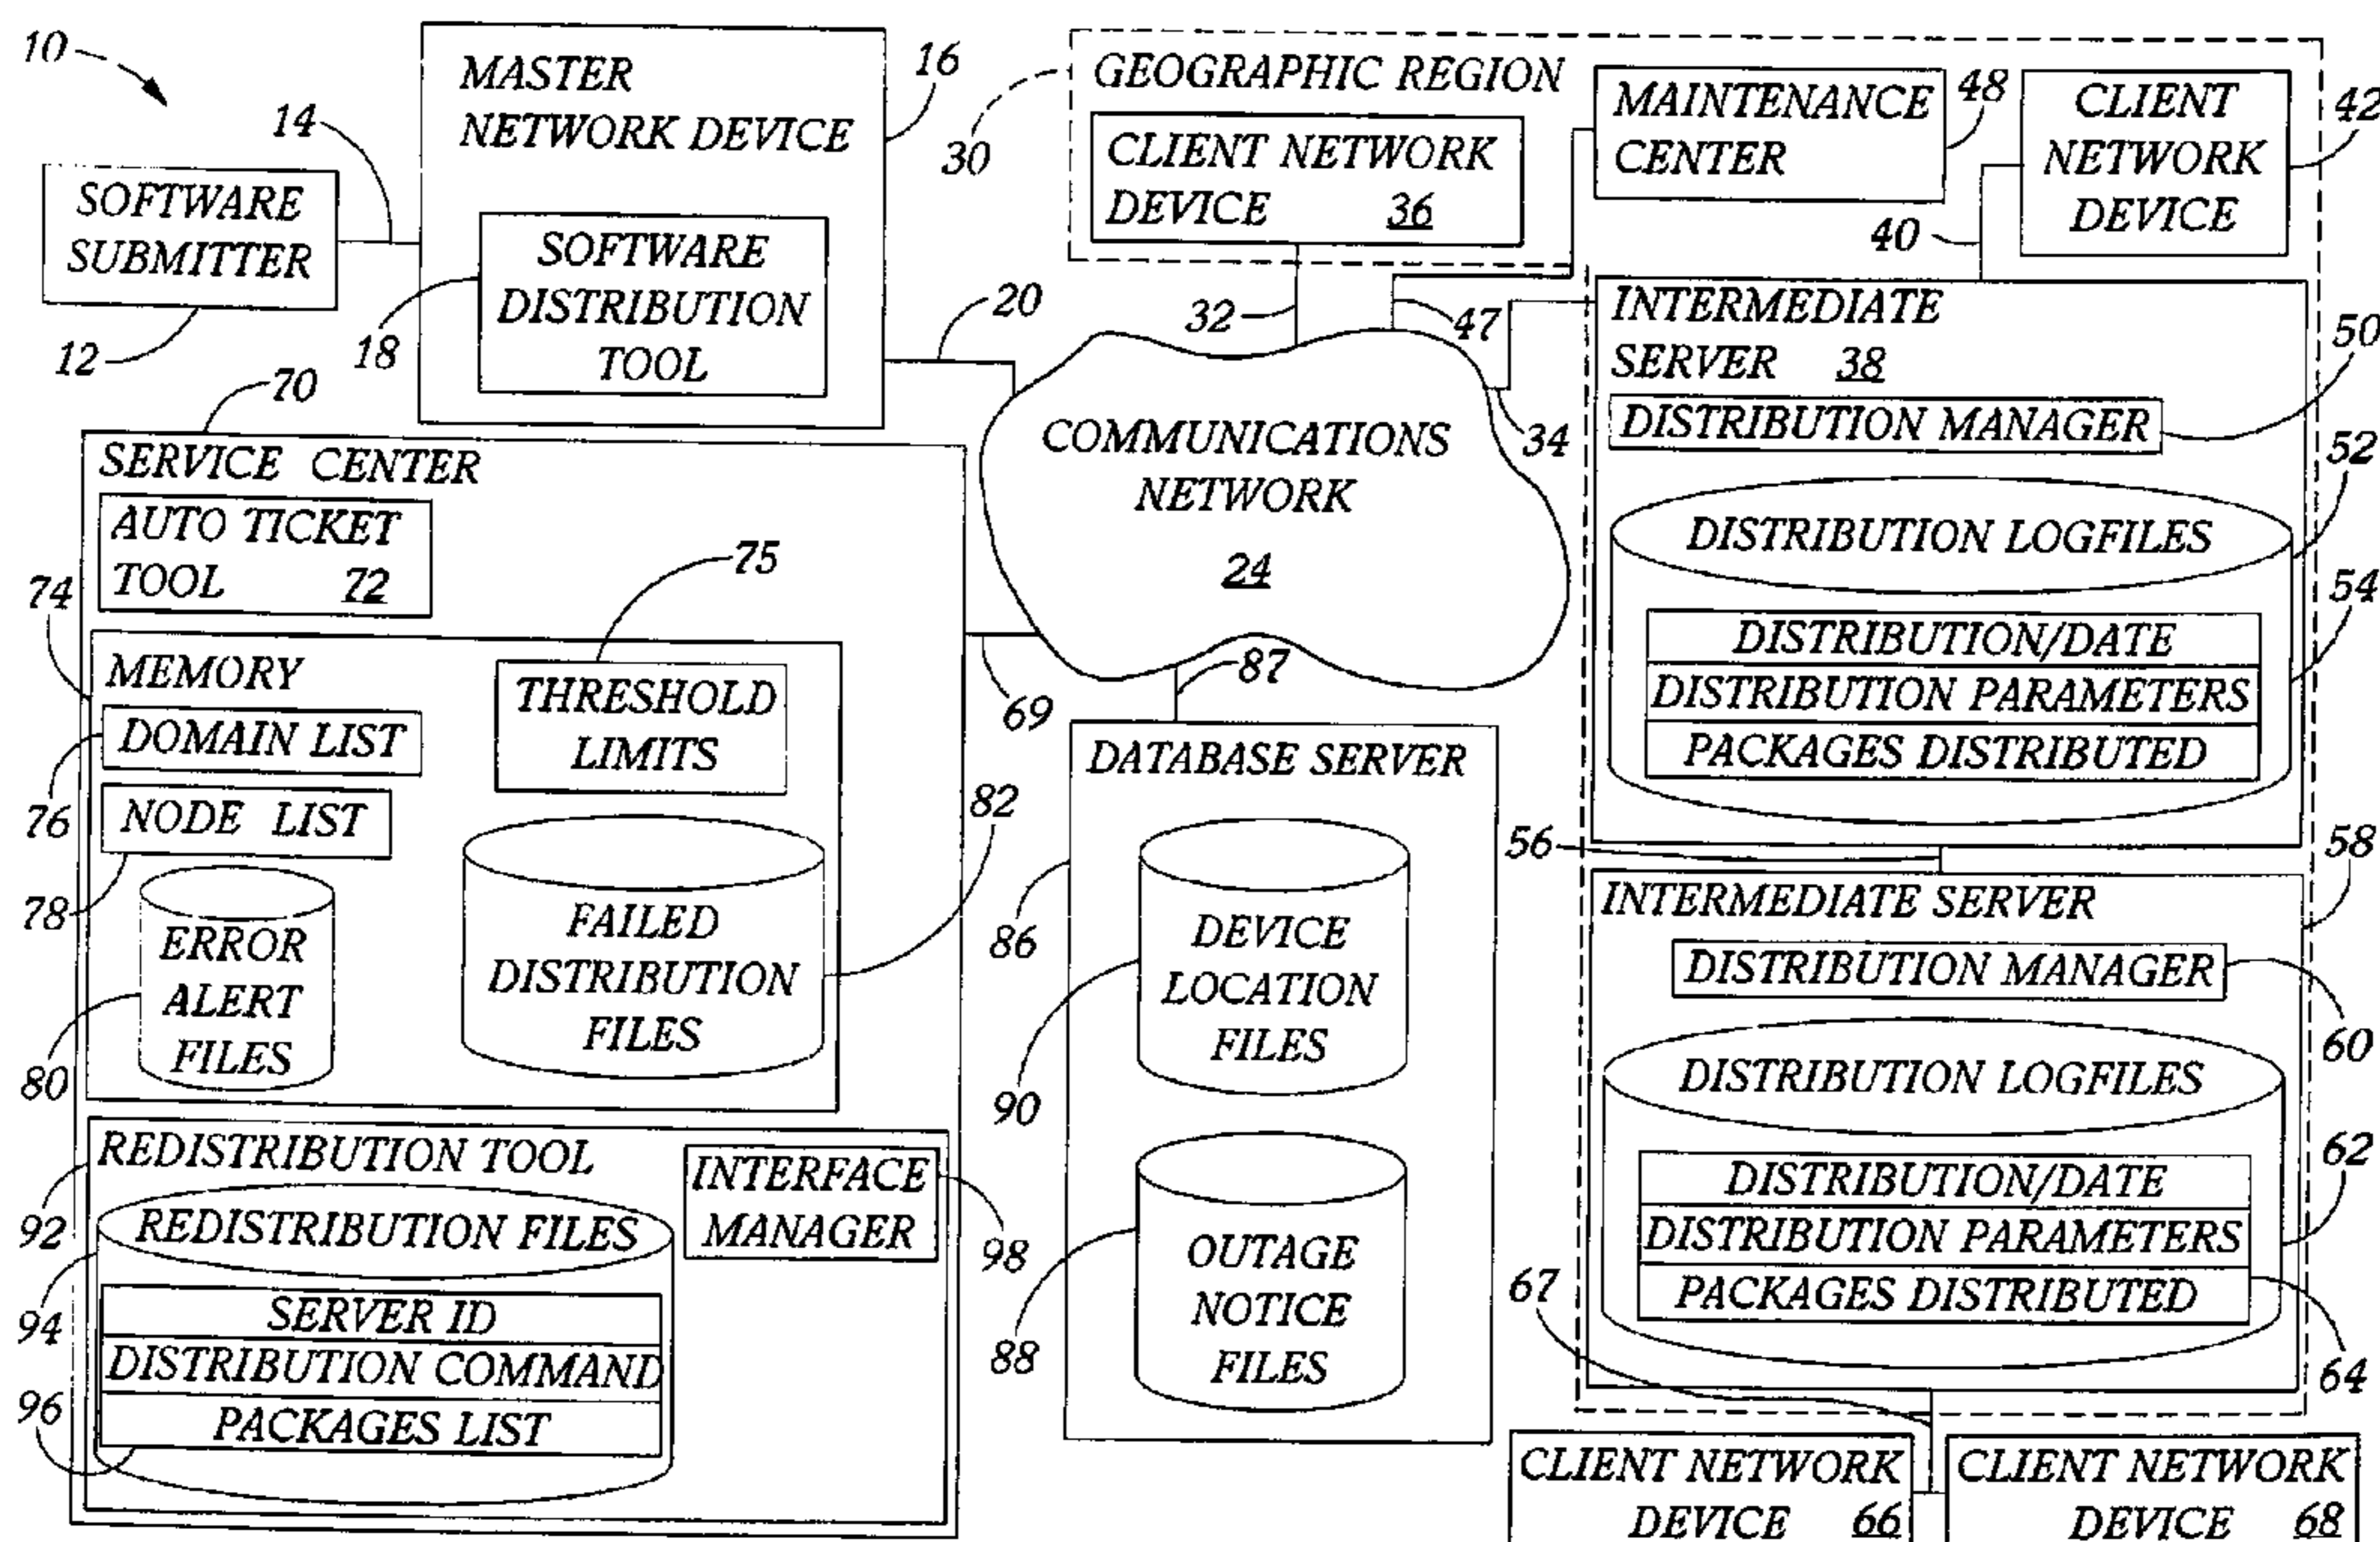 10
SOFTWARE
SUBMITTER
12
14
MASTER
NETWORK DEVICE
16
SOFTWARE
DISTRIBUTION
TOOL
18
20
GEOGRAPHIC REGION
30
CLIENT NETWORK
DEVICE 36
32
MAINTENANCE
CENTER
48
47
CLIENT
NETWORK
DEVICE
42
40
COMMUNICATIONS
NETWORK
24
34
INTERMEDIATE
SERVER 38
DISTRIBUTION MANAGER
50
DISTRIBUTION LOGFILES
52
DISTRIBUTION/DATE
DISTRIBUTION PARAMETERS
PACKAGES DISTRIBUTED
54
56
INTERMEDIATE SERVER
58
DISTRIBUTION MANAGER
60
DISTRIBUTION LOGFILES
62
DISTRIBUTION/DATE
DISTRIBUTION PARAMETERS
PACKAGES DISTRIBUTED
64
67
CLIENT NETWORK
DEVICE 66
CLIENT NETWORK
DEVICE 68
70
SERVICE CENTER
AUTO TICKET
TOOL 72
74
MEMORY
75
THRESHOLD
LIMITS
DOMAIN LIST
76
NODE LIST
78
ERROR
ALERT
FILES
80
FAILED
DISTRIBUTION
FILES
82
69
87
DATABASE SERVER
86
DEVICE
LOCATION
FILES
90
OUTAGE
NOTICE
FILES
88
REDISTRIBUTION TOOL
92
INTERFACE
MANAGER
98
REDISTRIBUTION FILES
94
SERVER ID
DISTRIBUTION COMMAND
PACKAGES LIST
96